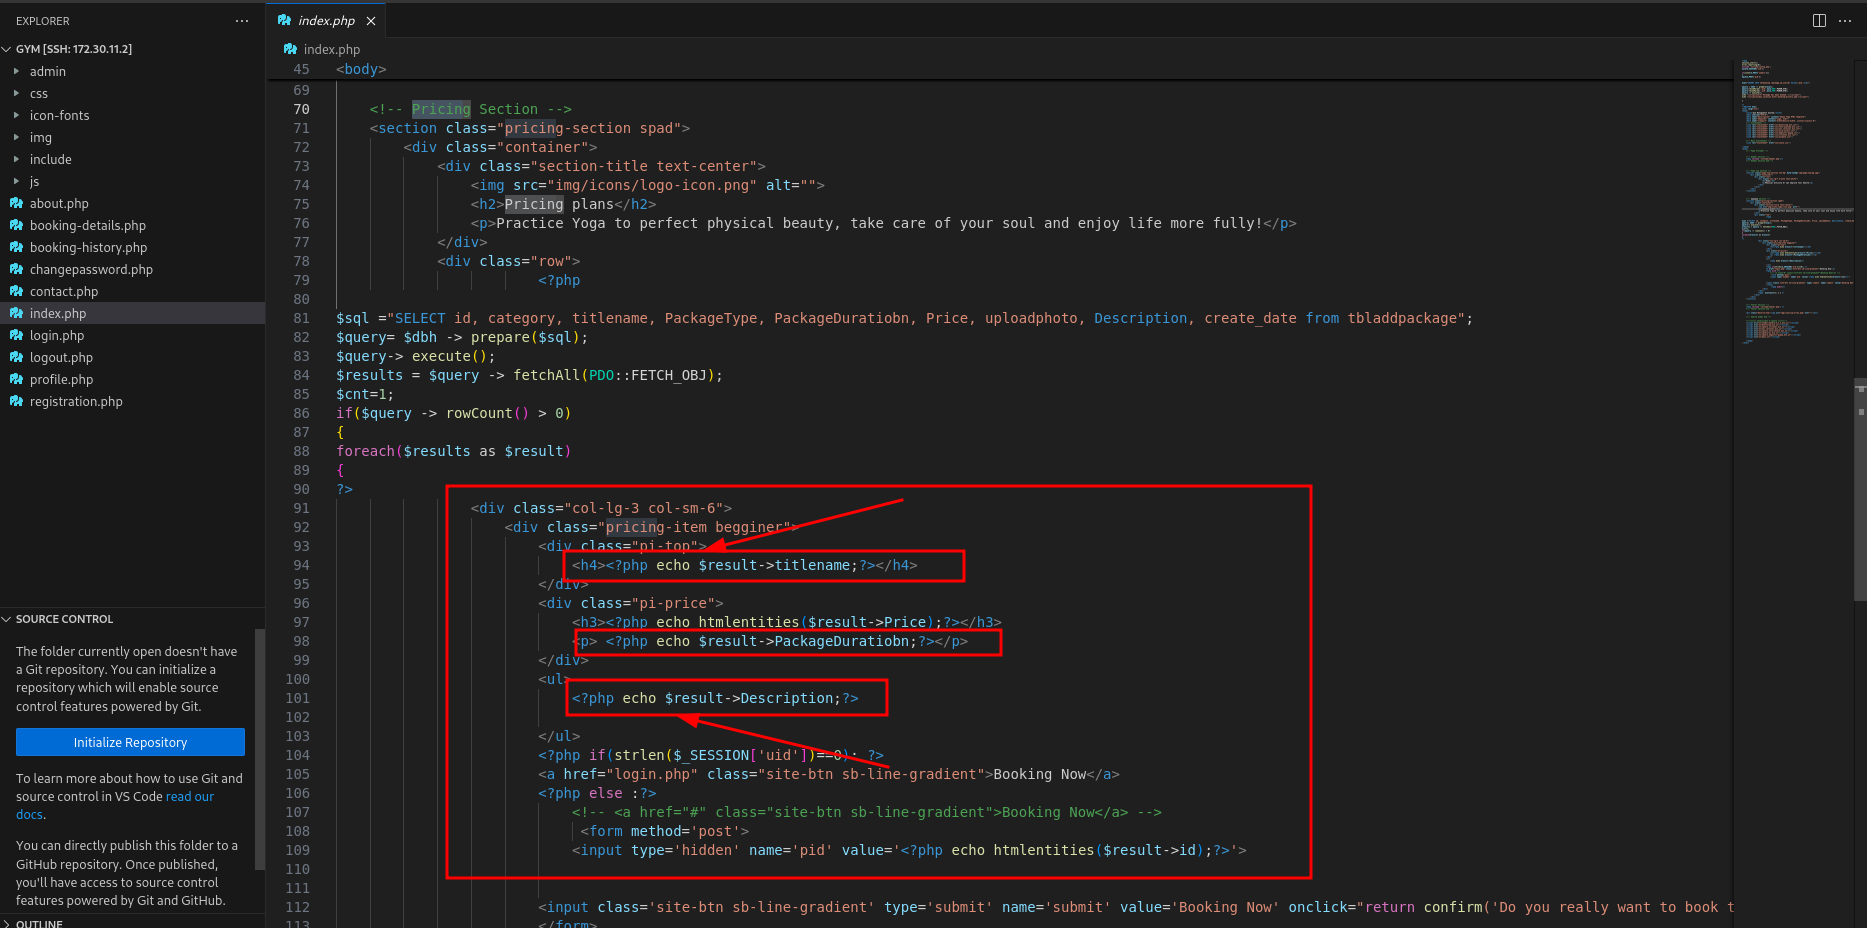 EXPLORER
GYM [SSH: 172.30.11.2]
admin
css
icon-fonts
img
include
js
about.php
booking-details.php
booking-history.php
changepassword.php
contact.php
index.php
login.php
logout.php
profile.php
registration.php
SOURCE CONTROL
The folder currently open doesn't have
a Git repository. You can initialize a
repository which will enable source
control features powered by Git.
Initialize Repository
To learn more about how to use Git and
source control in VS Code read our
docs.
You can directly publish this folder to a
GitHub repository. Once published,
you'll have access to source control
features powered by Git and GitHub.
OUTLINE
index.php
index.php
45 <body>
69
70 <!-- Pricing Section -->
71 <section class="pricing-section spad">
72 <div class="container">
73 <div class="section-title text-center">
74 <img src="img/icons/logo-icon.png" alt="">
75 <h2>Pricing plans</h2>
76 <p>Practice Yoga to perfect physical beauty, take care of your soul and enjoy life more fully!</p>
77 </div>
78 <div class="row">
79 <?php
80
81 $sql ="SELECT id, category, titlename, PackageType, PackageDuratiobn, Price, uploadphoto, Description, create_date from tbladdpackage";
82 $query= $dbh -> prepare($sql);
83 $query-> execute();
84 $results = $query -> fetchAll(PDO::FETCH_OBJ);
85 $cnt=1;
86 if($query -> rowCount() > 0)
87 {
88 foreach($results as $result)
89 {
90 ?>
91 <div class="col-lg-3 col-sm-6">
92 <div class="pricing-item begginer">
93 <div class="pi-top">
94 <h4><?php echo $result->titlename;?></h4>
95 </div>
96 <div class="pi-price">
97 <h3><?php echo htmlentities($result->Price);?></h3>
98 <p> <?php echo $result->PackageDuratiobn;?></p>
99 </div>
100 <ul>
101 <?php echo $result->Description;?>
102
103 </ul>
104 <?php if(strlen($_SESSION['uid'])==0): ?>
105 <a href="login.php" class="site-btn sb-line-gradient">Booking Now</a>
106 <?php else :?>
107 <!-- <a href="#" class="site-btn sb-line-gradient">Booking Now</a> -->
108 <form method='post'>
109 <input type='hidden' name='pid' value='<?php echo htmlentities($result->id);?>'>
110
111
112 <input class='site-btn sb-line-gradient' type='submit' name='submit' value='Booking Now' onclick="return confirm('Do you really want to book t
113 </form>